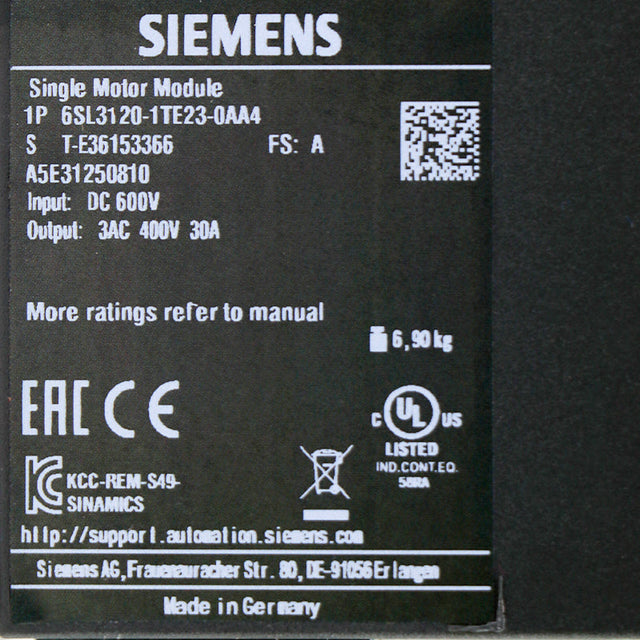 SIEMENS
Single Motor Module
1P 6SL3120-1TE23-0AA4
S T-E36153366 FS: A
A5E31250810
Input: DC 600V
Output: 3AC 400V 30A
More ratings refer to manual
6,90kg
EAC CE
C UL US
LISTED
IND.CONT.EQ.
58RA
KCC-REM-S49-
SINAMICS
http://support.automation.siemens.com
Siemens AG, Frauenauracher Str. 80, DE-91056 Erlangen
Made in Germany